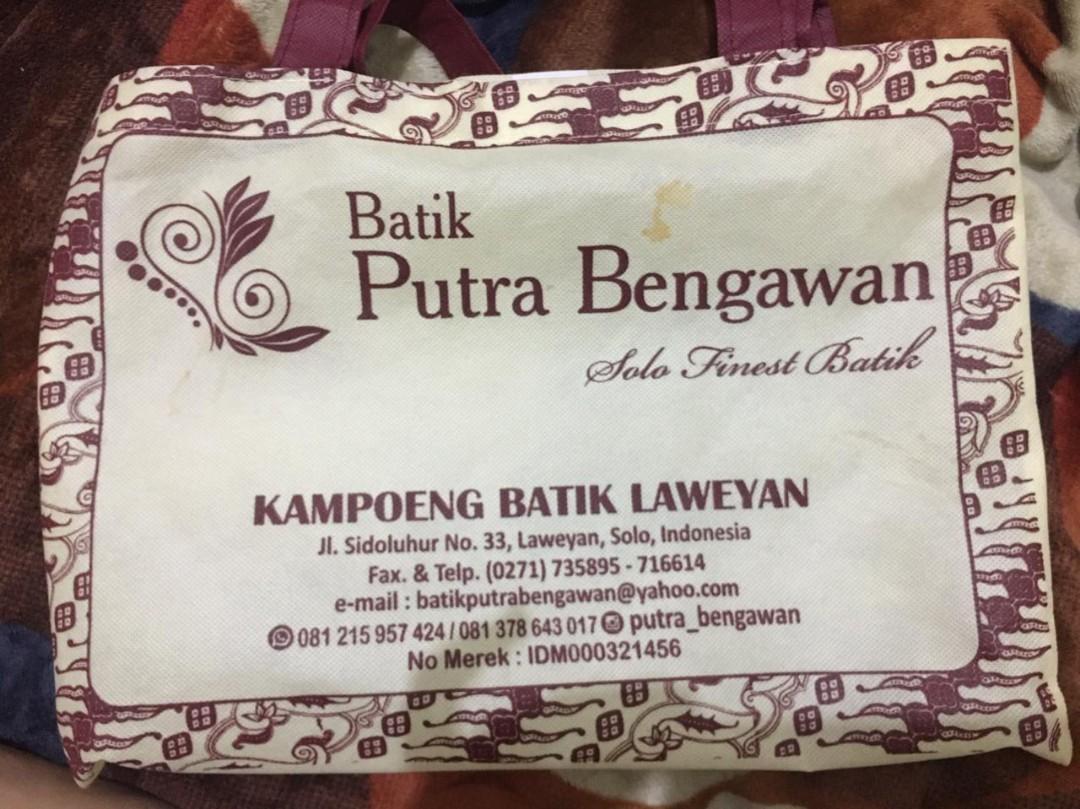 Batik
Putra Bengawan
Solo Finest Batik
KAMPOENG BATIK LAWEYAN
Jl. Sidoluhur No. 33, Laweyan, Solo, Indonesia
Fax. & Telp. (0271) 735895 - 716614
e-mail : batikputrabengawan@yahoo.com
081 215 957 424 / 081 378 643 017 putra_bengawan
No Merek : IDM000321456